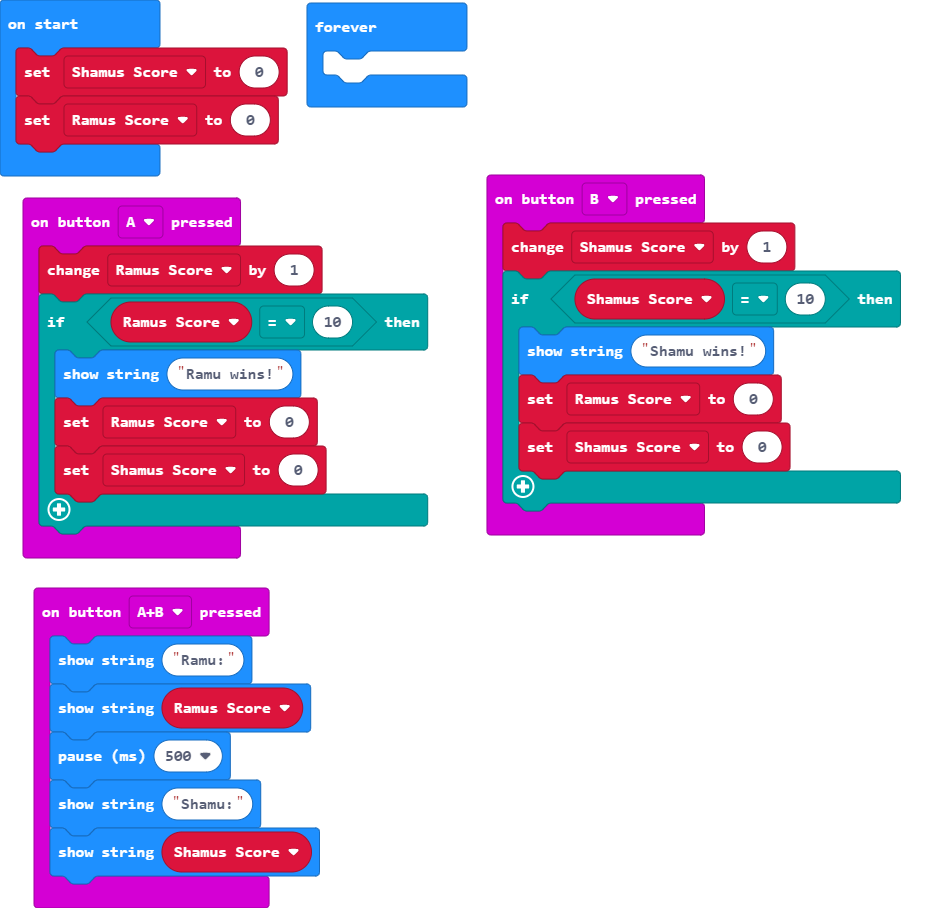 on start
set Shamus Score to 0
set Ramus Score to 0
forever
on button A pressed
change Ramus Score by 1
if Ramus Score = 10 then
show string "Ramu wins!"
set Ramus Score to 0
set Shamus Score to 0
on button B pressed
change Shamus Score by 1
if Shamus Score = 10 then
show string "Shamu wins!"
set Ramus Score to 0
set Shamus Score to 0
on button A+B pressed
show string "Ramu:"
show string Ramus Score
pause (ms) 500
show string "Shamu:"
show string Shamus Score